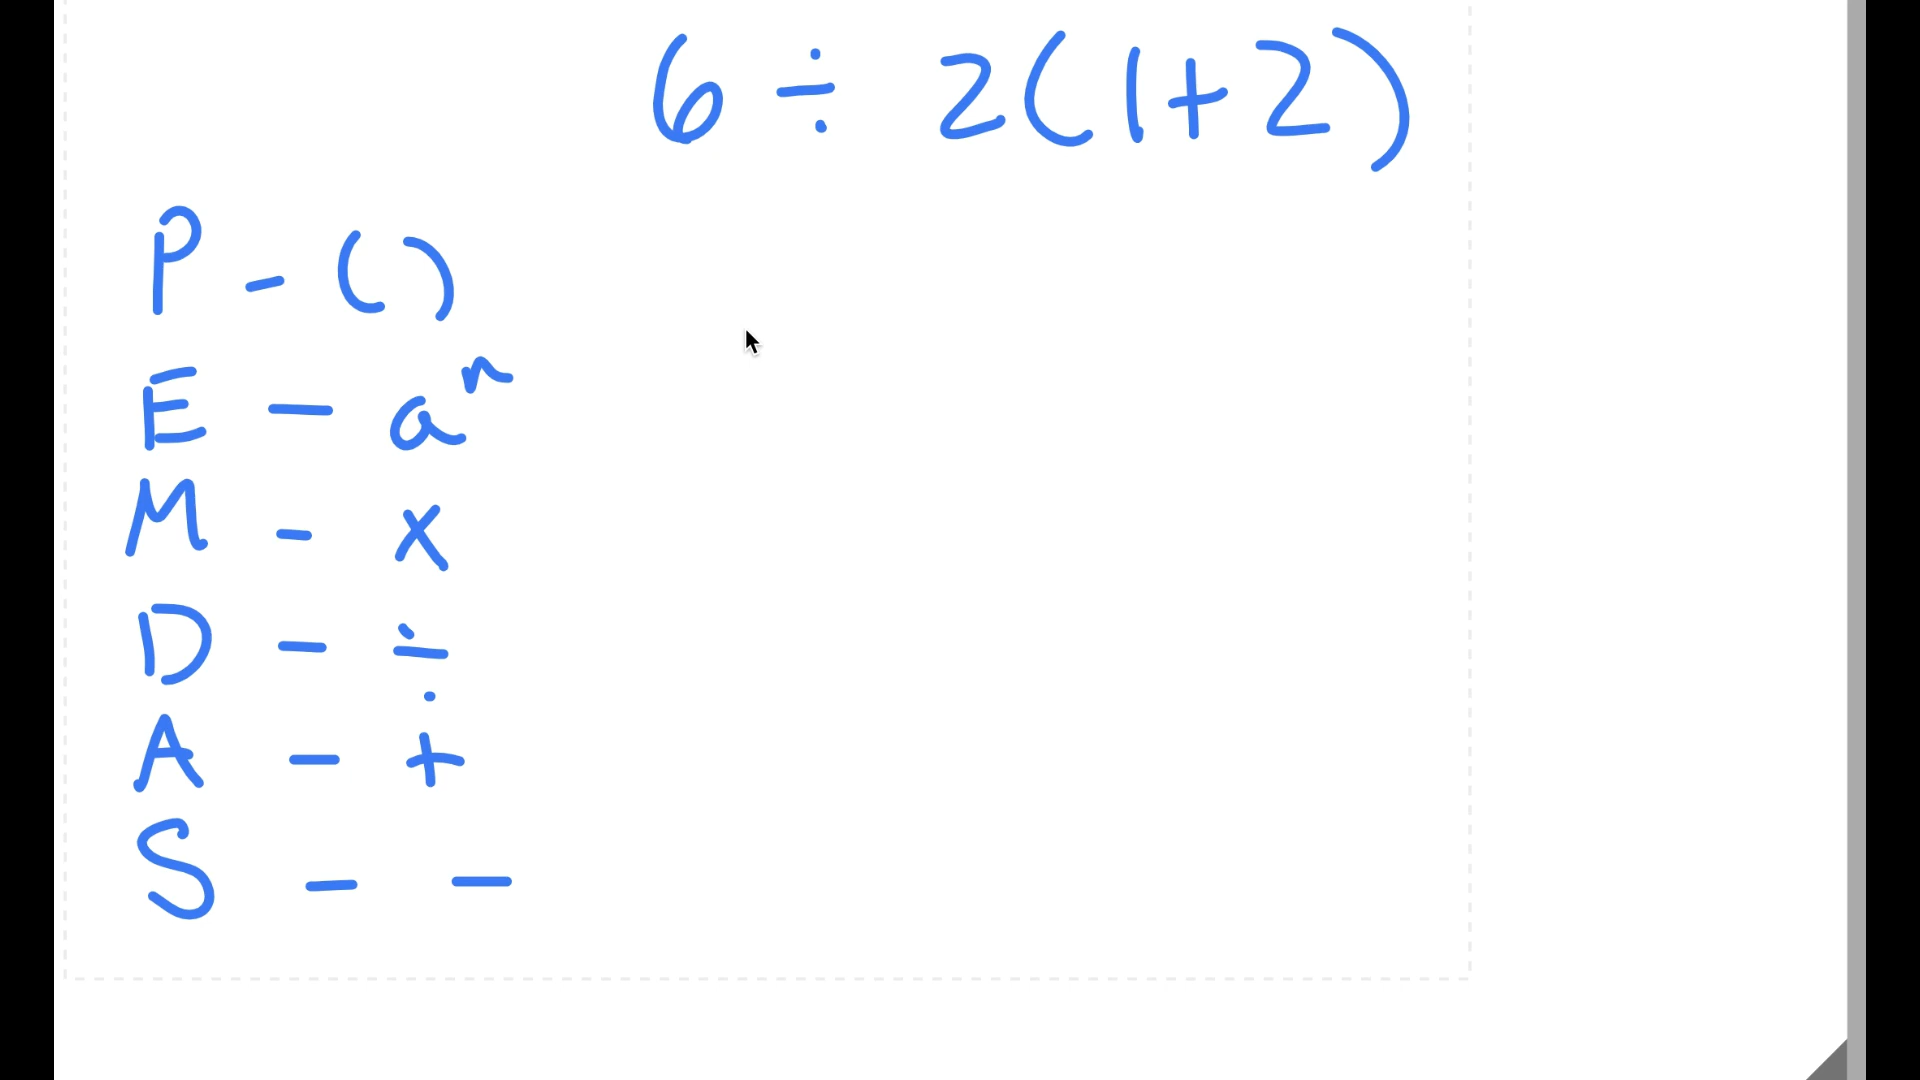 6 ÷ 2(1+2)
P - ( )
E - aⁿ
M - x
D - ÷
A - +
S - -